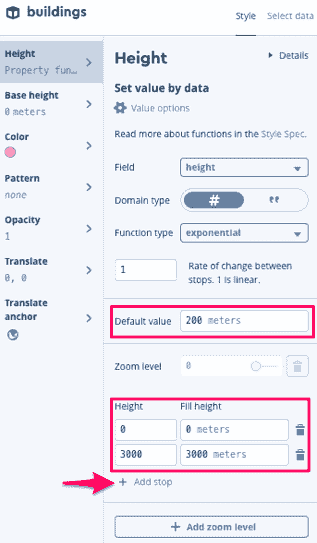 buildings
Style Select data
Height
Property fun...
Base height
0 meters
Color
Pattern
none
Opacity
1
Translate
0, 0
Translate
anchor
Height
Details
Set value by data
Value options
Read more about functions in the Style Spec.
Field height
Domain type #
Function type exponential
1 Rate of change between
stops. 1 is linear.
Default value 200 meters
Zoom level 0
Height Fill height
0 0 meters
3000 3000 meters
+ Add stop
+ Add zoom level